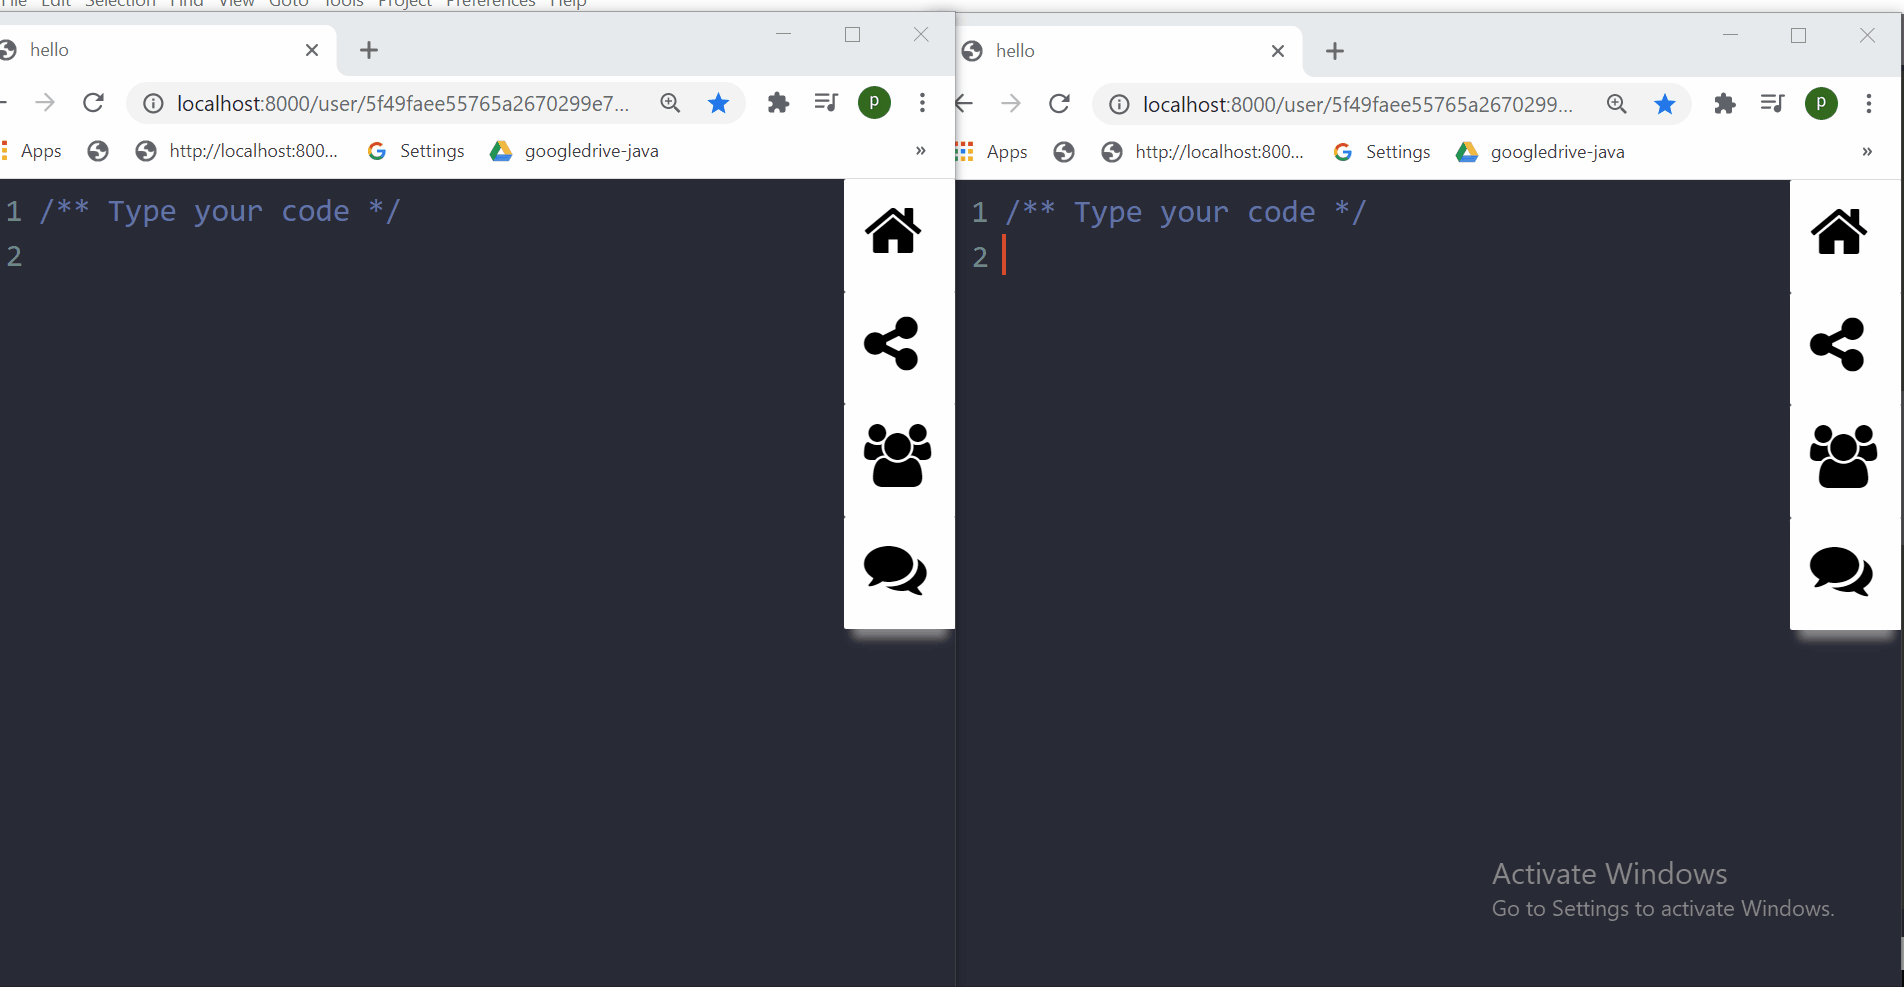 File Edit Selection Find View Goto Tools Project Preferences Help
hello
localhost:8000/user/5f49faee55765a2670299e7...
p
Apps
http://localhost:800...
Settings
googledrive-java
»
1 /** Type your code */
2
hello
localhost:8000/user/5f49faee55765a2670299...
p
Apps
http://localhost:800...
Settings
googledrive-java
»
1 /** Type your code */
2
Activate Windows
Go to Settings to activate Windows.